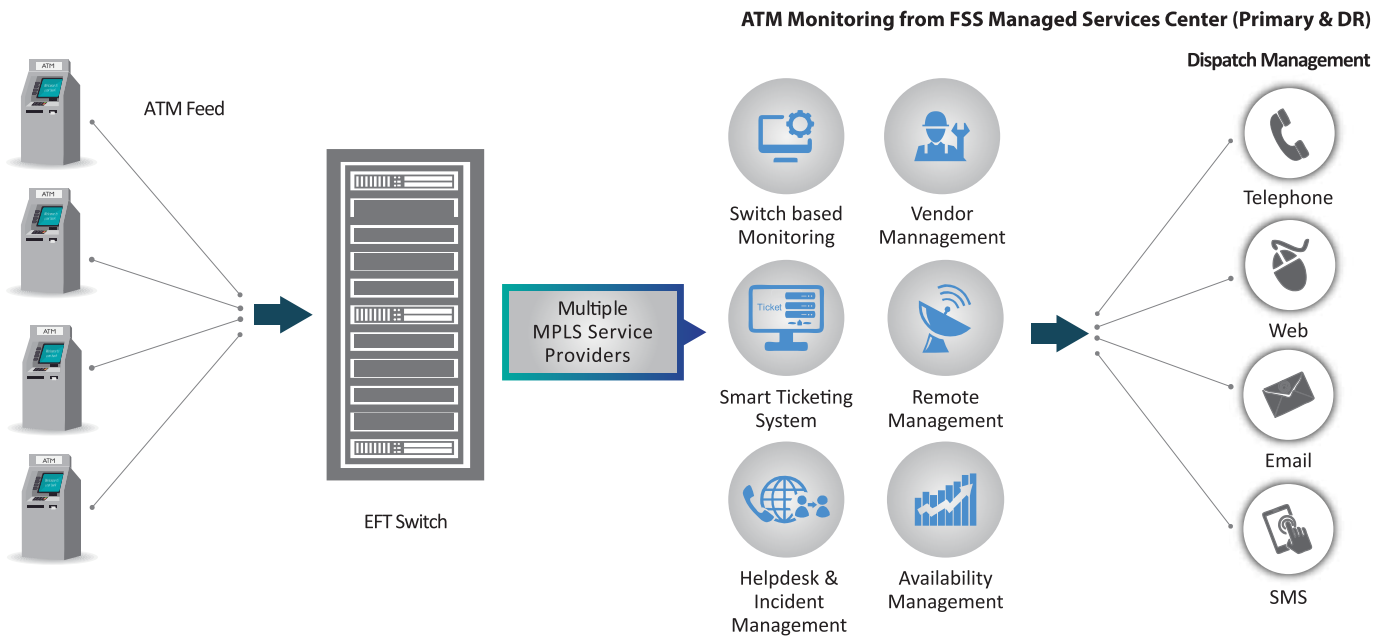 ATM Monitoring from FSS Managed Services Center (Primary & DR)
Dispatch Management
ATM
ATM
ATM
ATM
ATM Feed
EFT Switch
Multiple
MPLS Service
Providers
Switch based
Monitoring
Vendor
Mannagement
Ticket
Smart Ticketing
System
Remote
Management
Helpdesk &
Incident
Management
Availability
Management
Telephone
Web
Email
SMS